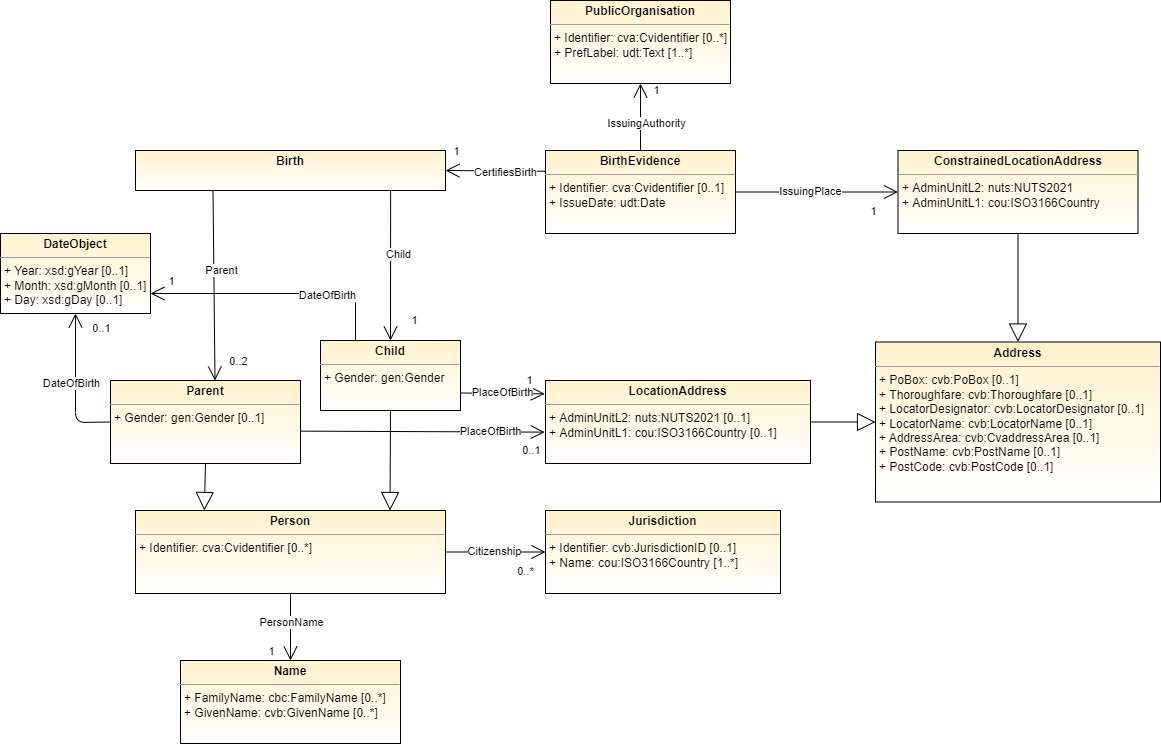 PublicOrganisation
+ Identifier: cva:Cvidentifier [0..*]
+ PrefLabel: udt:Text [1..*]
1
IssuingAuthority
Birth
1
CertifiesBirth
BirthEvidence
+ Identifier: cva:Cvidentifier [0..1]
+ IssueDate: udt:Date
IssuingPlace
1
ConstrainedLocationAddress
+ AdminUnitL2: nuts:NUTS2021
+ AdminUnitL1: cou:ISO3166Country
DateObject
+ Year: xsd:gYear [0..1]
+ Month: xsd:gMonth [0..1]
+ Day: xsd:gDay [0..1]
1
0..1
Parent
Child
DateOfBirth
1
0..2
DateOfBirth
Child
+ Gender: gen:Gender
Parent
+ Gender: gen:Gender [0..1]
1
PlaceOfBirth
PlaceOfBirth
0..1
LocationAddress
+ AdminUnitL2: nuts:NUTS2021 [0..1]
+ AdminUnitL1: cou:ISO3166Country [0..1]
Address
+ PoBox: cvb:PoBox [0..1]
+ Thoroughfare: cvb:Thoroughfare [0..1]
+ LocatorDesignator: cvb:LocatorDesignator [0..1]
+ LocatorName: cvb:LocatorName [0..1]
+ AddressArea: cvb:CvaddressArea [0..1]
+ PostName: cvb:PostName [0..1]
+ PostCode: cvb:PostCode [0..1]
Person
+ Identifier: cva:Cvidentifier [0..*]
Citizenship
0..*
Jurisdiction
+ Identifier: cvb:JurisdictionID [0..1]
+ Name: cou:ISO3166Country [1..*]
PersonName
1
Name
+ FamilyName: cbc:FamilyName [0..*]
+ GivenName: cvb:GivenName [0..*]